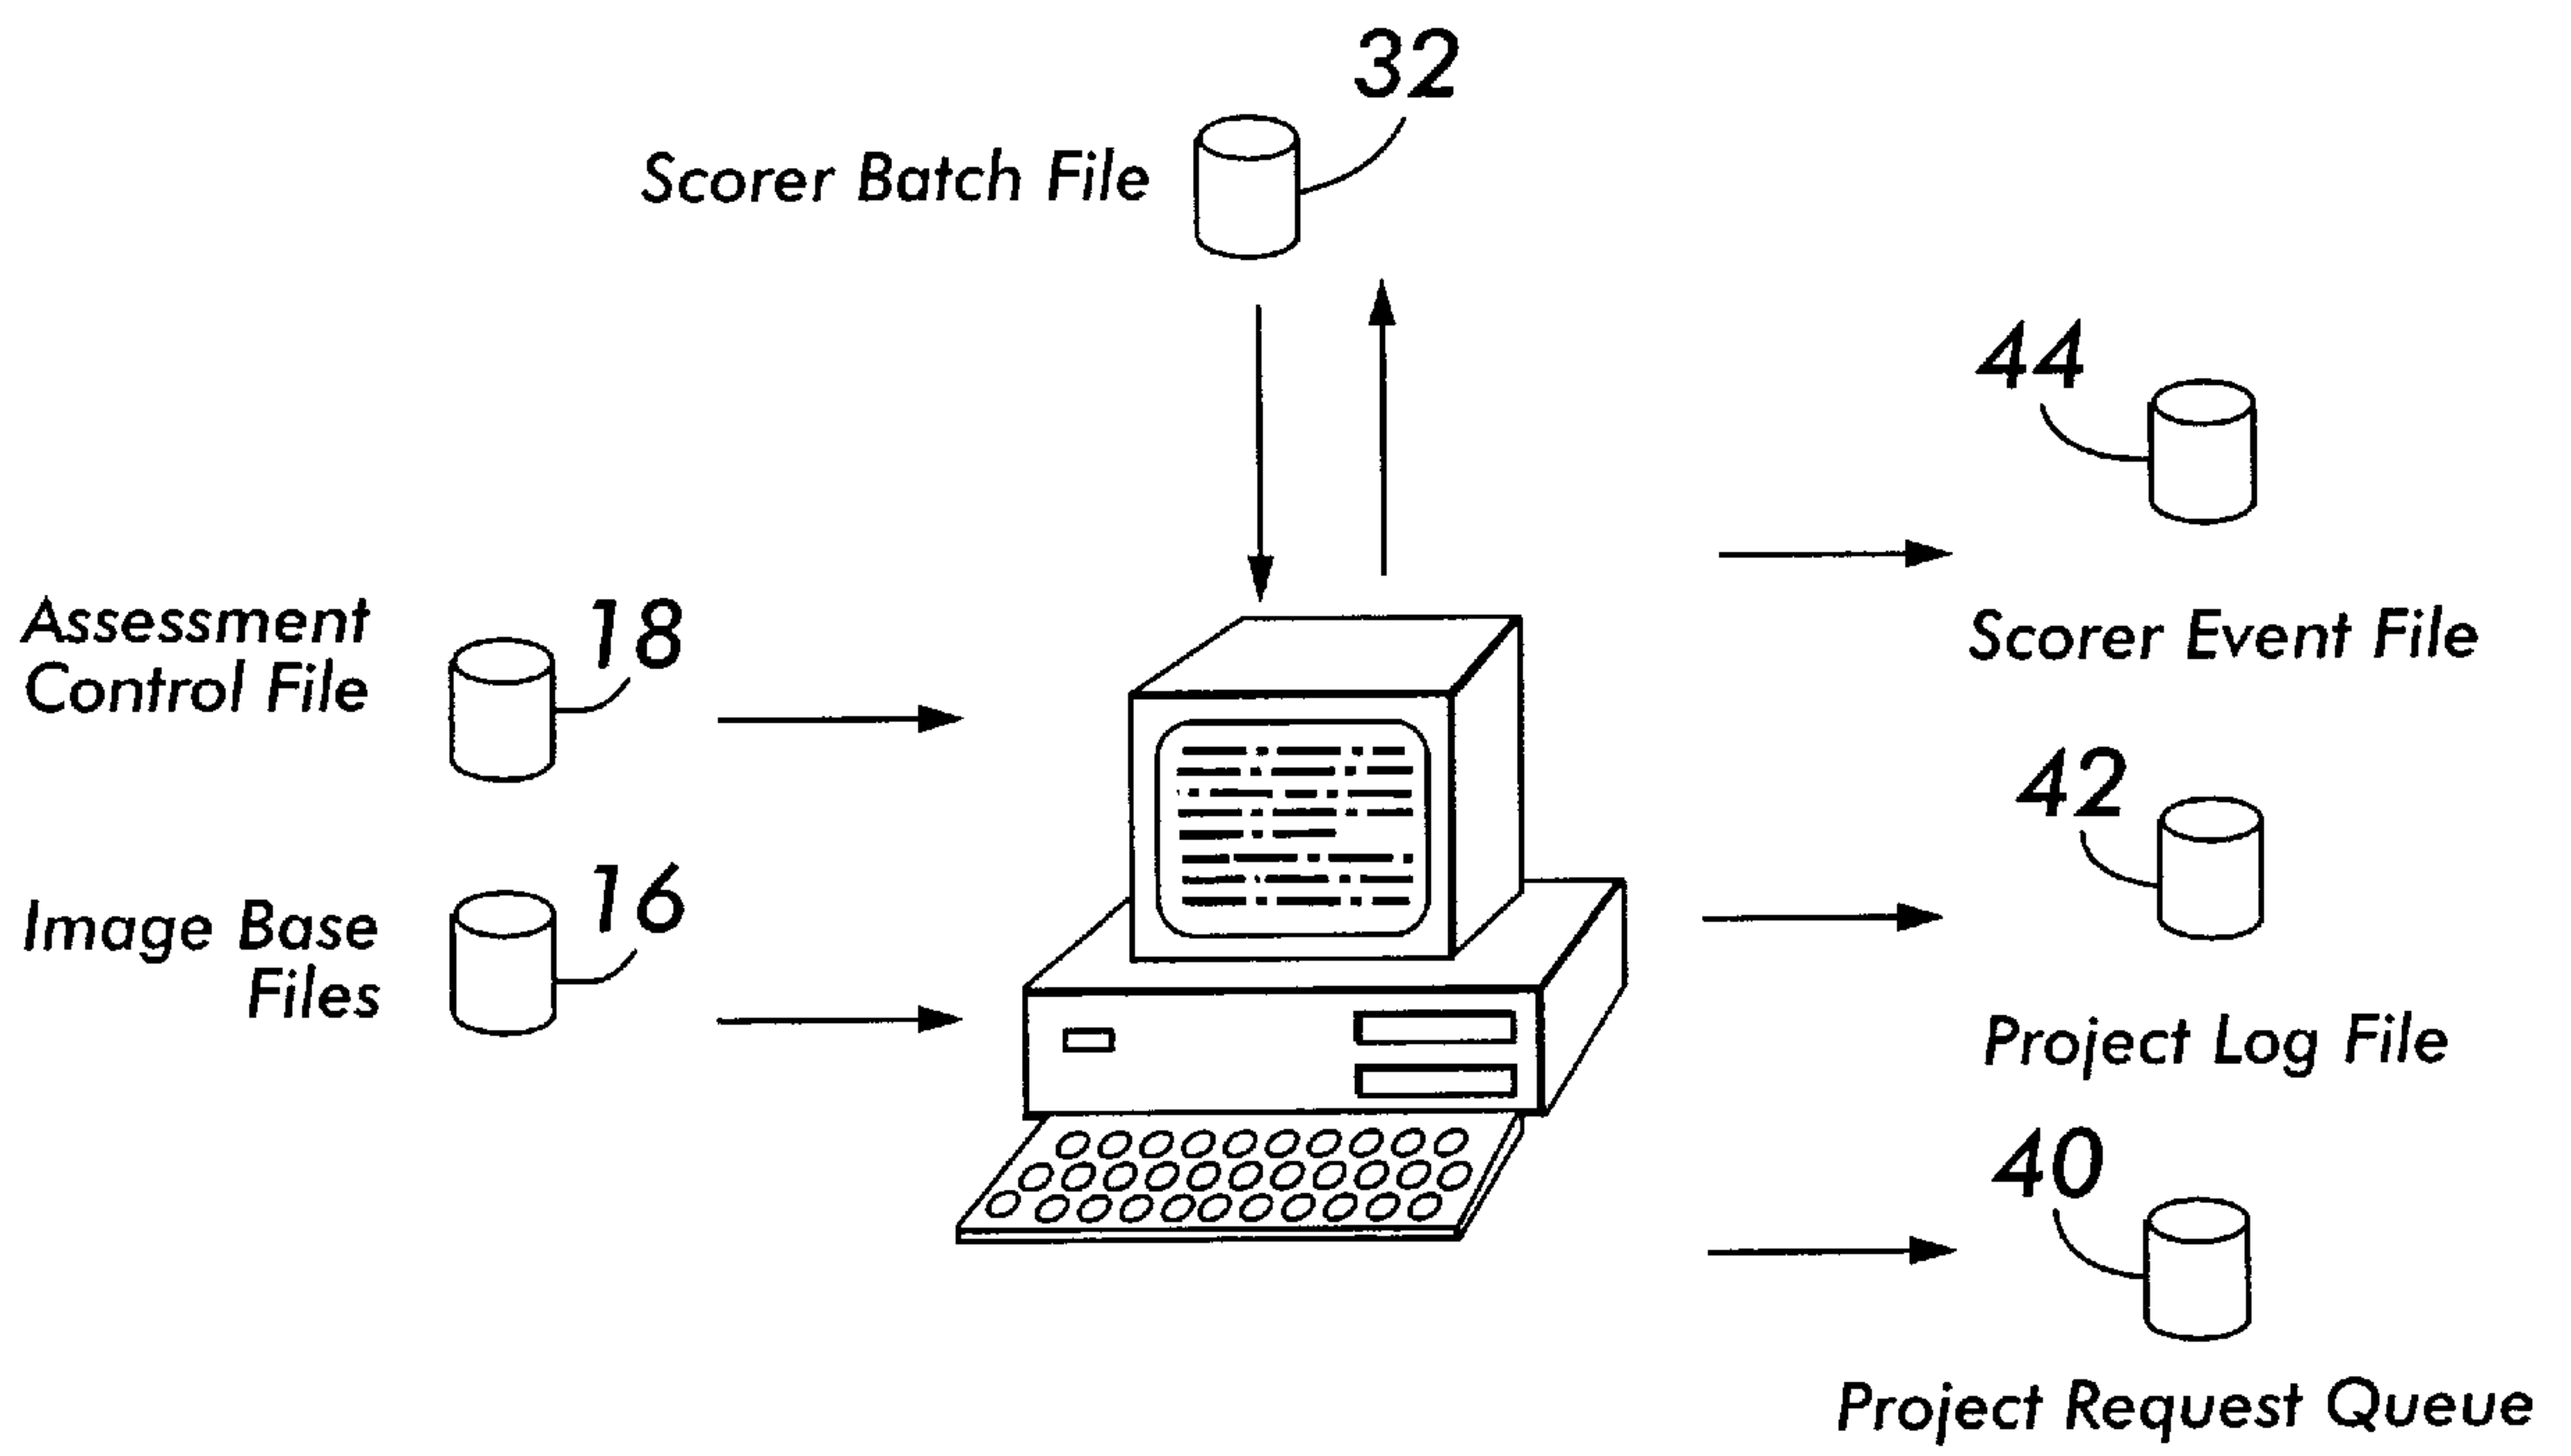 32
Scorer Batch File
44
Scorer Event File
Assessment
Control File
18
42
Project Log File
Image Base
Files
16
40
Project Request Queue